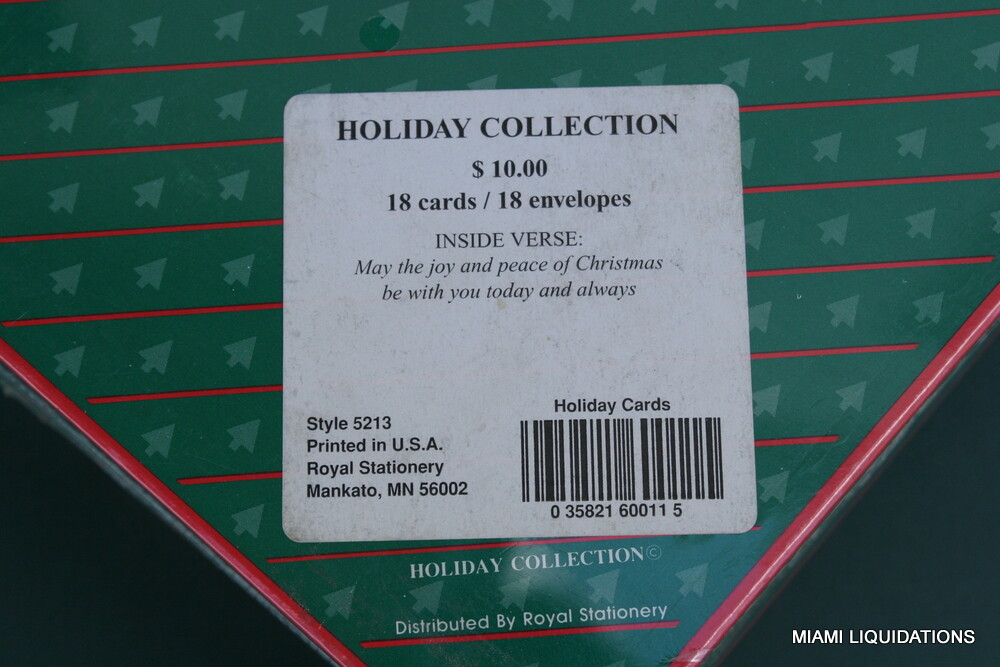 HOLIDAY COLLECTION
$ 10.00
18 cards / 18 envelopes
INSIDE VERSE:
May the joy and peace of Christmas
be with you today and always
Style 5213
Printed in U.S.A.
Royal Stationery
Mankato, MN 56002
Holiday Cards
0 35821 60011 5
HOLIDAY COLLECTION©
Distributed By Royal Stationery
MIAMI LIQUIDATIONS